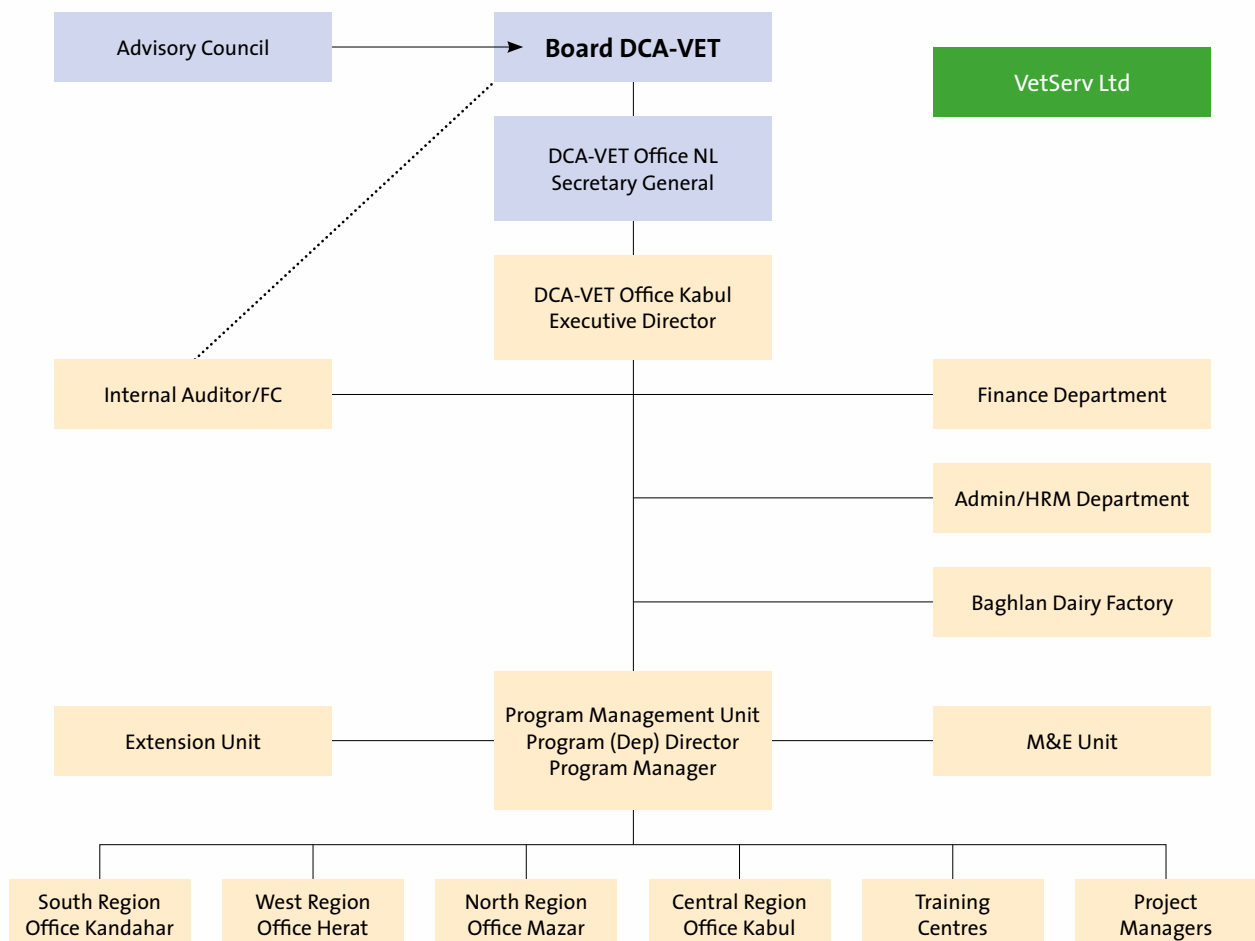 Advisory Council
Board DCA-VET
VetServ Ltd
DCA-VET Office NL
Secretary General
DCA-VET Office Kabul
Executive Director
Internal Auditor/FC
Finance Department
Admin/HRM Department
Baghlan Dairy Factory
Extension Unit
Program Management Unit
Program (Dep) Director
Program Manager
M&E Unit
South Region
Office Kandahar
West Region
Office Herat
North Region
Office Mazar
Central Region
Office Kabul
Training
Centres
Project
Managers